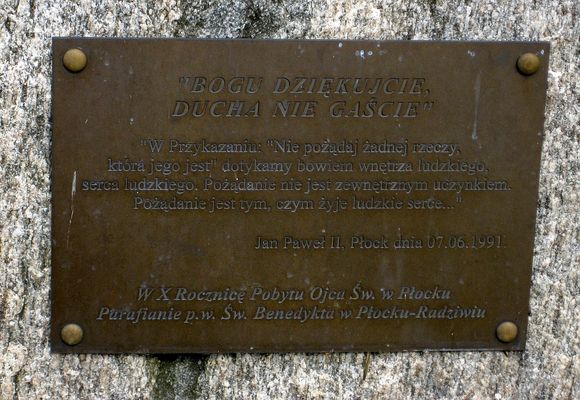 "BOGU DZIĘKUJCIE,
DUCHA NIE GAŚCIE"
"W Przykazaniu: "Nie pożądaj żadnej rzeczy,
która jego jest" dotykamy bowiem wnętrza ludzkiego,
serca ludzkiego. Pożądanie nie jest zewnętrznym uczynkiem.
Pożądanie jest tym, czym żyje ludzkie serce..."
Jan Paweł II, Płock dnia 07.06.1991.
W X Rocznicę Pobytu Ojca Św. w Płocku
Parafianie p.w. Św. Benedykta w Płocku-Radziwiu